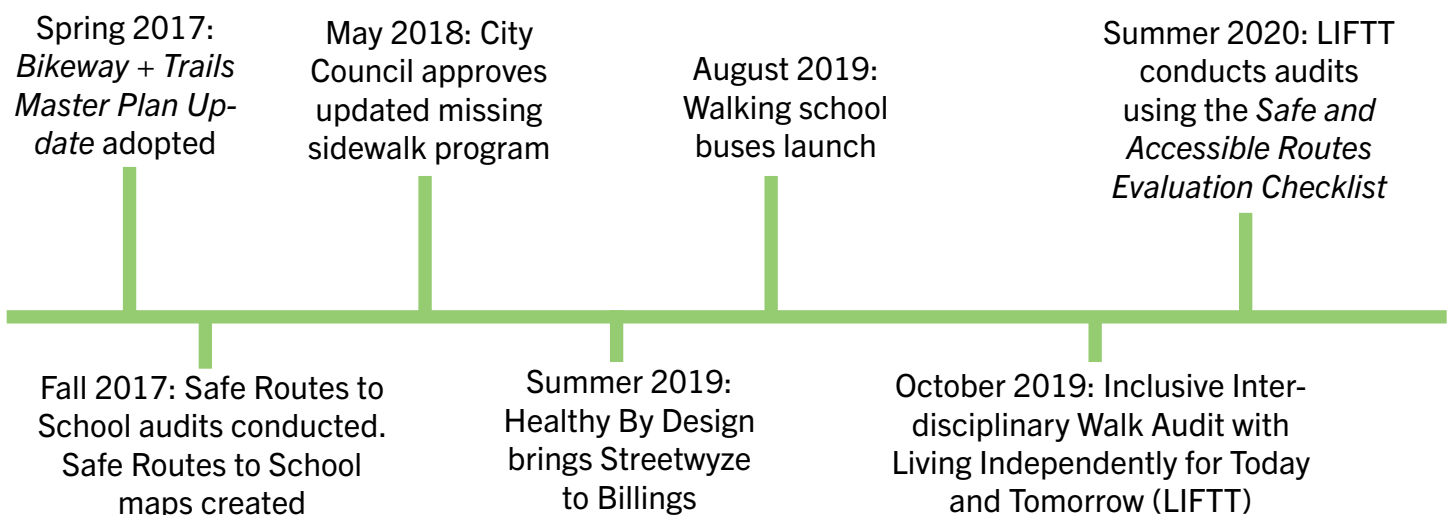 Spring 2017:
Bikeway + Trails
Master Plan Up-
date adopted
May 2018: City
Council approves
updated missing
sidewalk program
August 2019:
Walking school
buses launch
Summer 2020: LIFTT
conducts audits
using the Safe and
Accessible Routes
Evaluation Checklist
Fall 2017: Safe Routes to
School audits conducted.
Safe Routes to School
maps created
Summer 2019:
Healthy By Design
brings Streetwyze
to Billings
October 2019: Inclusive Inter-
disciplinary Walk Audit with
Living Independently for Today
and Tomorrow (LIFTT)